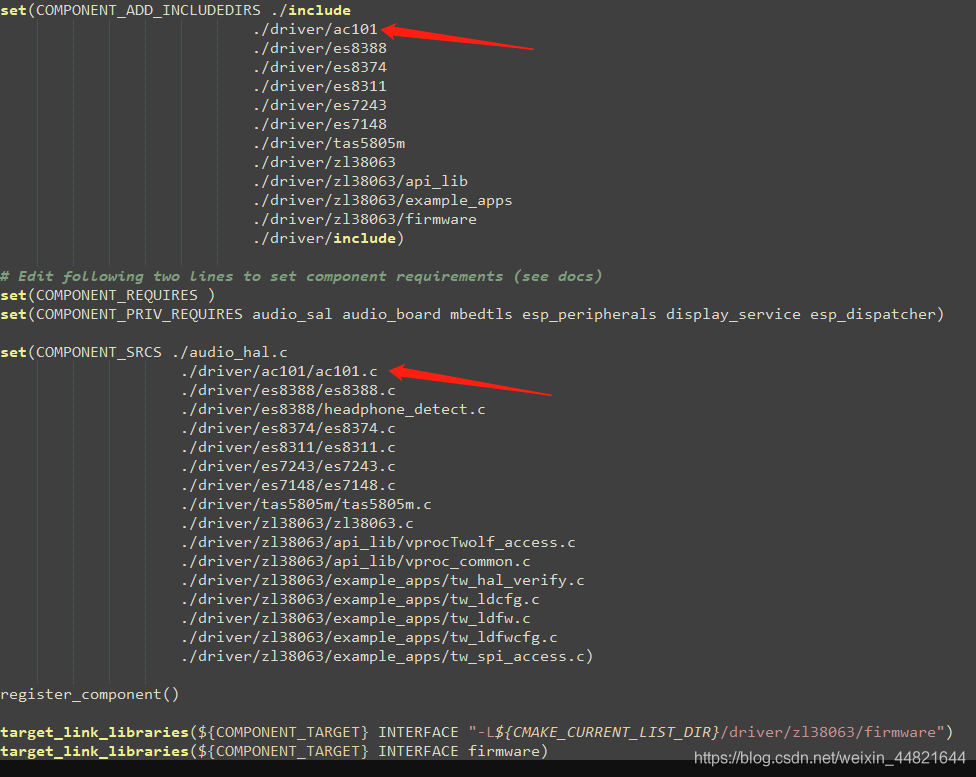 set(COMPONENT_ADD_INCLUDEDIRS ./include
./driver/ac101
./driver/es8388
./driver/es8374
./driver/es8311
./driver/es7243
./driver/es7148
./driver/tas5805m
./driver/zl38063
./driver/zl38063/api_lib
./driver/zl38063/example_apps
./driver/zl38063/firmware
./driver/include)
# Edit following two lines to set component requirements (see docs)
set(COMPONENT_REQUIRES )
set(COMPONENT_PRIV_REQUIRES audio_sal audio_board mbedtls esp_peripherals display_service esp_dispatcher)
set(COMPONENT_SRCS ./audio_hal.c
./driver/ac101/ac101.c
./driver/es8388/es8388.c
./driver/es8388/headphone_detect.c
./driver/es8374/es8374.c
./driver/es8311/es8311.c
./driver/es7243/es7243.c
./driver/es7148/es7148.c
./driver/tas5805m/tas5805m.c
./driver/zl38063/zl38063.c
./driver/zl38063/api_lib/vprocTwolf_access.c
./driver/zl38063/api_lib/vproc_common.c
./driver/zl38063/example_apps/tw_hal_verify.c
./driver/zl38063/example_apps/tw_ldcfg.c
./driver/zl38063/example_apps/tw_ldfw.c
./driver/zl38063/example_apps/tw_ldfwcfg.c
./driver/zl38063/example_apps/tw_spi_access.c)
register_component()
target_link_libraries(${COMPONENT_TARGET} INTERFACE "-L${CMAKE_CURRENT_LIST_DIR}/driver/zl38063/firmware")
target_link_libraries(${COMPONENT_TARGET} INTERFACE firmware)
https://blog.csdn.net/weixin_44821644